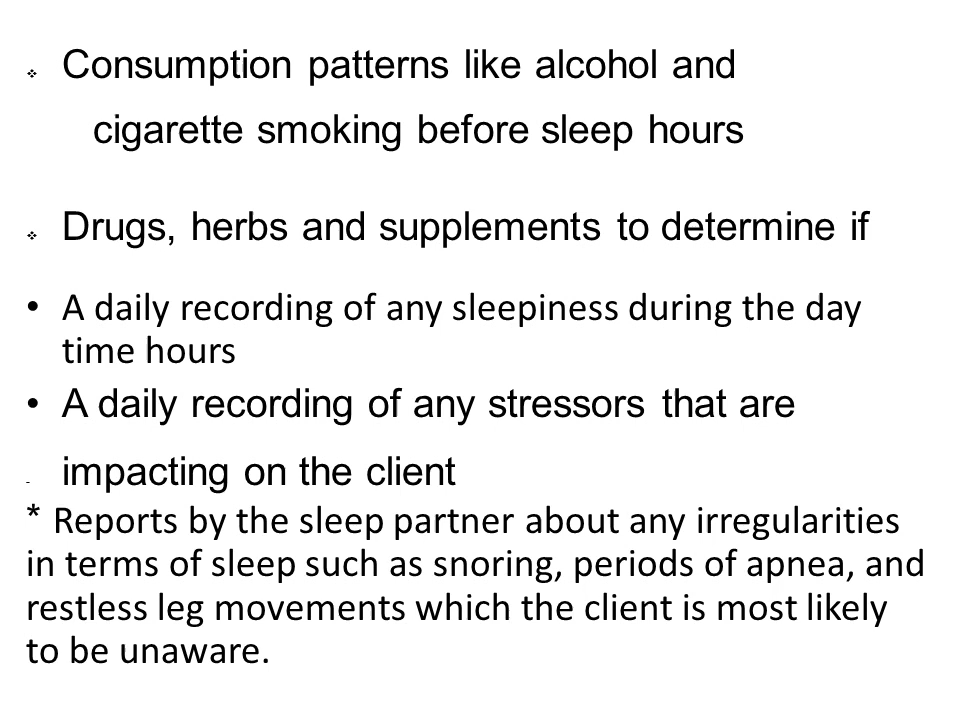 ❖ Consumption patterns like alcohol and
cigarette smoking before sleep hours
❖ Drugs, herbs and supplements to determine if
• A daily recording of any sleepiness during the day
time hours
• A daily recording of any stressors that are
- impacting on the client
* Reports by the sleep partner about any irregularities
in terms of sleep such as snoring, periods of apnea, and
restless leg movements which the client is most likely
to be unaware.